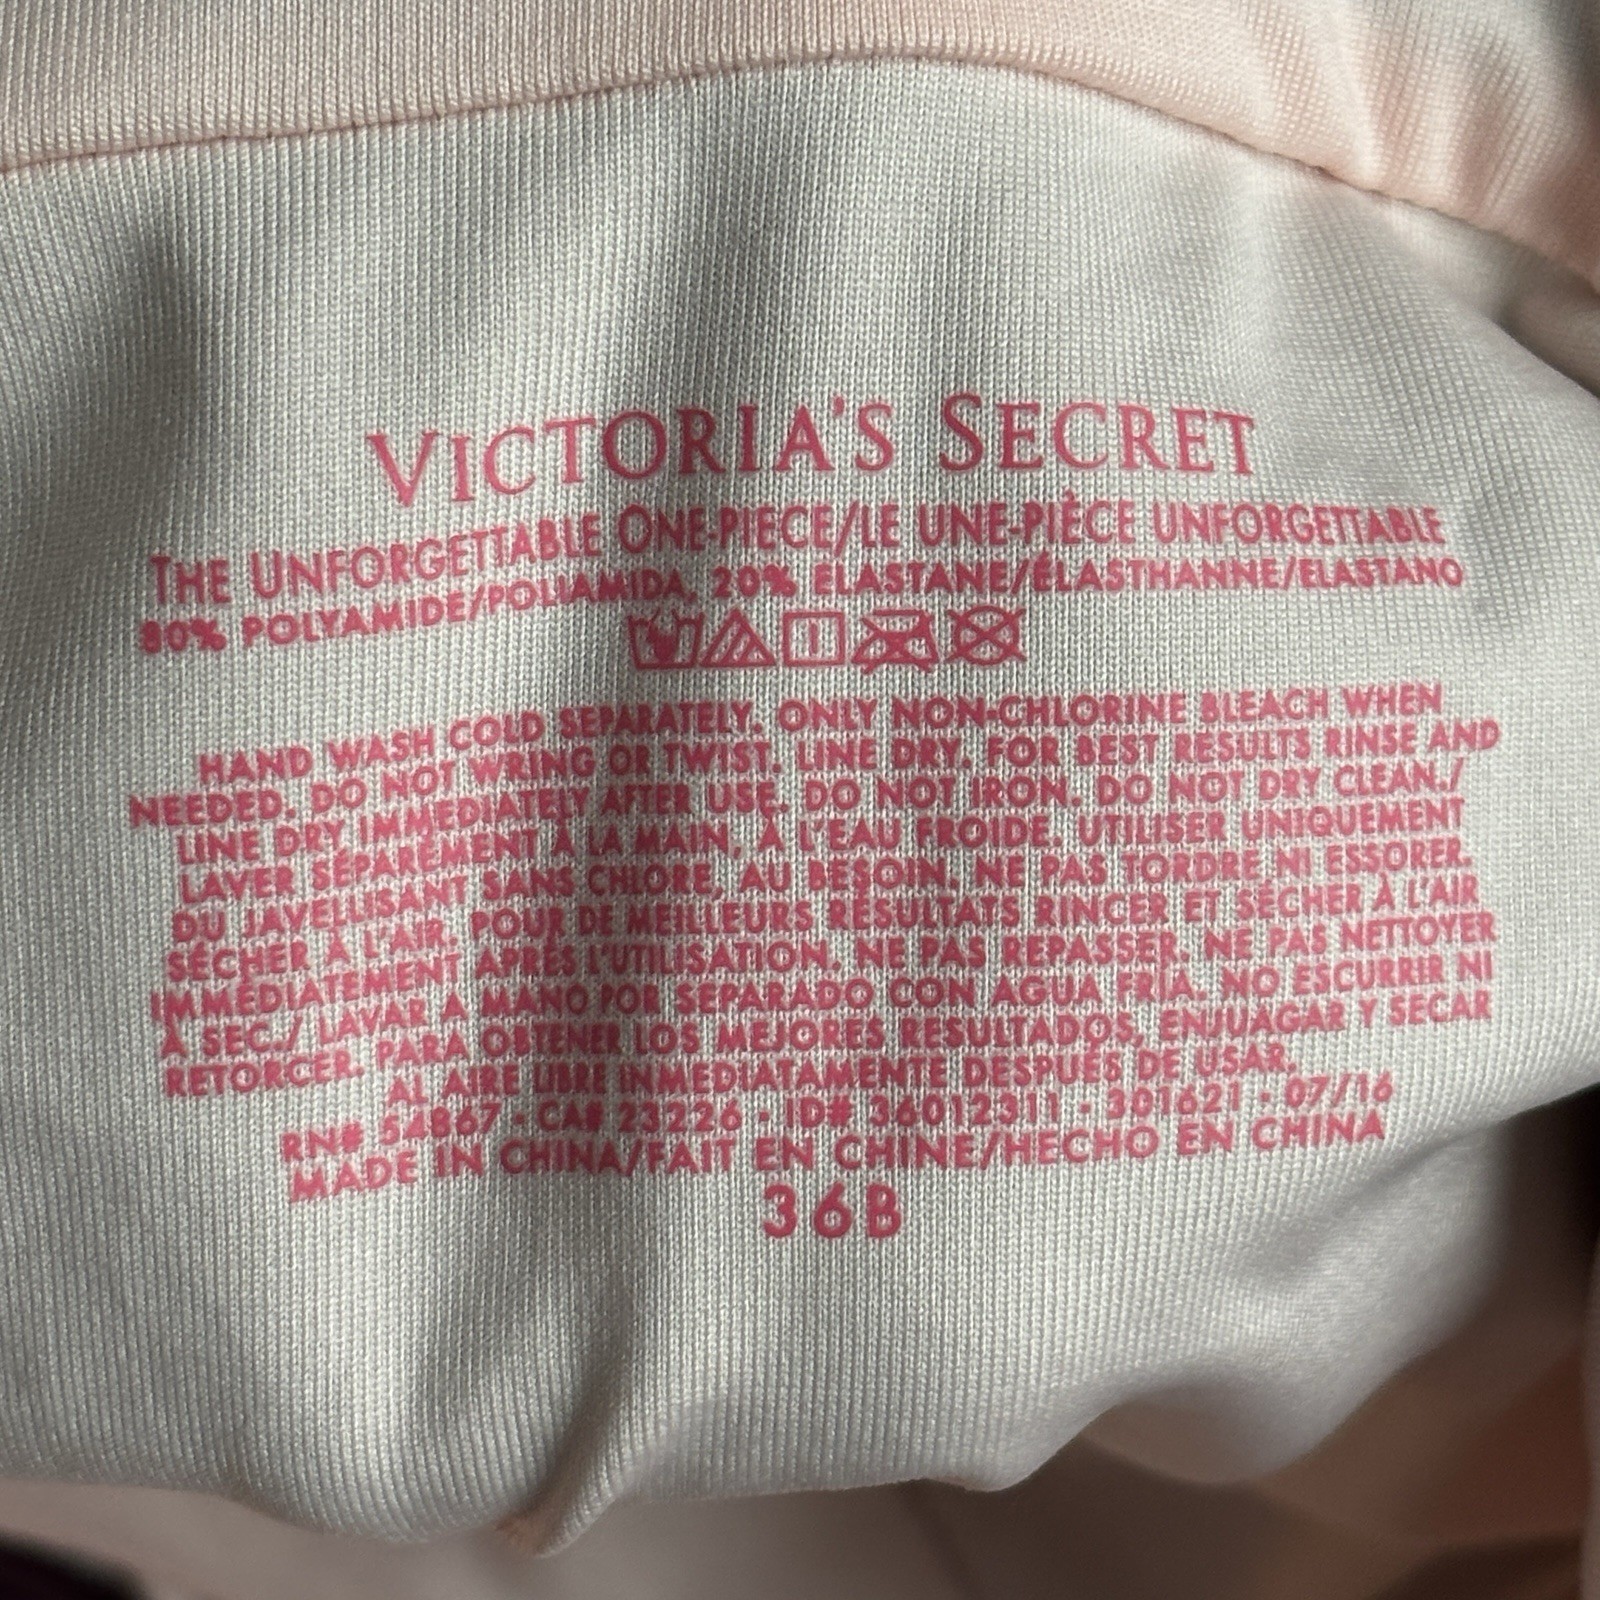 VICTORIA'S SECRET
THE UNFORGETTABLE ONE-PIECE/LE UNE-PIÈCE UNFORGETTABLE
80% POLYAMIDE/POLIAMIDA, 20% ELASTANE/ÉLASTHANNE/ELASTANO
HAND WASH COLD SEPARATELY. ONLY NON-CHLORINE BLEACH WHEN
NEEDED. DO NOT WRING OR TWIST. LINE DRY. FOR BEST RESULTS RINSE AND
LINE DRY IMMEDIATELY AFTER USE. DO NOT IRON. DO NOT DRY CLEAN./
LAVER SÉPARÉMENT À LA MAIN, À L'EAU FROIDE. UTILISER UNIQUEMENT
DU JAVELLISANT SANS CHLORE, AU BESOIN. NE PAS TORDRE NI ESSORER.
SÉCHER À L'AIR. POUR DE MEILLEURS RÉSULTATS RINCER ET SÉCHER À L'AIR
IMMÉDIATEMENT APRÈS L'UTILISATION. NE PAS REPASSER. NE PAS NETTOYER
À SEC./ LAVAR A MANO POR SEPARADO CON AGUA FRÍA. NO ESCURRIR NI
RETORCER. PARA OBTENER LOS MEJORES RESULTADOS, ENJUAGAR Y SECAR
AL AIRE LIBRE INMEDIATAMENTE DESPUÉS DE USAR.
RN# 54867 · CA# 23226 · ID# 36012311 · 301621 · 07/16
MADE IN CHINA/FAIT EN CHINE/HECHO EN CHINA
36B